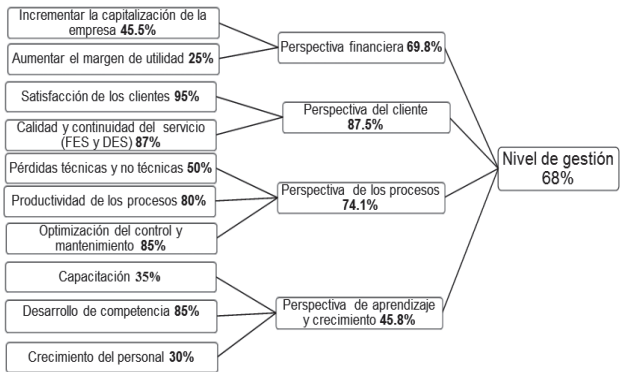 Incrementar la capitalización de la
empresa 45.5%
Aumentar el margen de utilidad 25%
Perspectiva financiera 69.8%
Satisfacción de los clientes 95%
Calidad y continuidad del servicio
(FES y DES) 87%
Perspectiva del cliente
87.5%
Pérdidas técnicas y no técnicas 50%
Productividad de los procesos 80%
Optimización del control y
mantenimiento 85%
Perspectiva de los procesos
74.1%
Capacitación 35%
Desarrollo de competencia 85%
Crecimiento del personal 30%
Perspectiva de aprendizaje
y crecimiento 45.8%
Nivel de gestión
68%